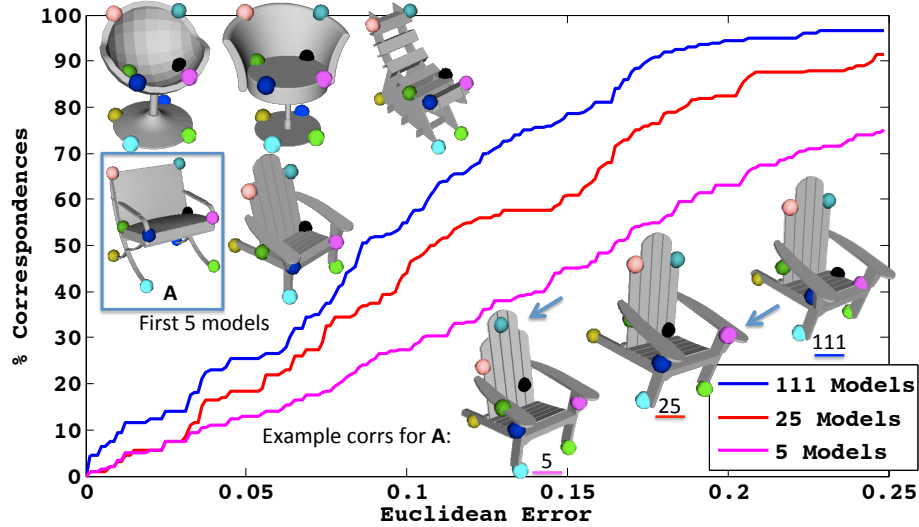 % Correspondences
100
90
80
70
60
50
40
30
20
10
0
A
First 5 models
Example corrs for A:
5
25
111
111 Models
25 Models
5 Models
0
0.05
0.1
0.15
0.2
0.25
Euclidean Error